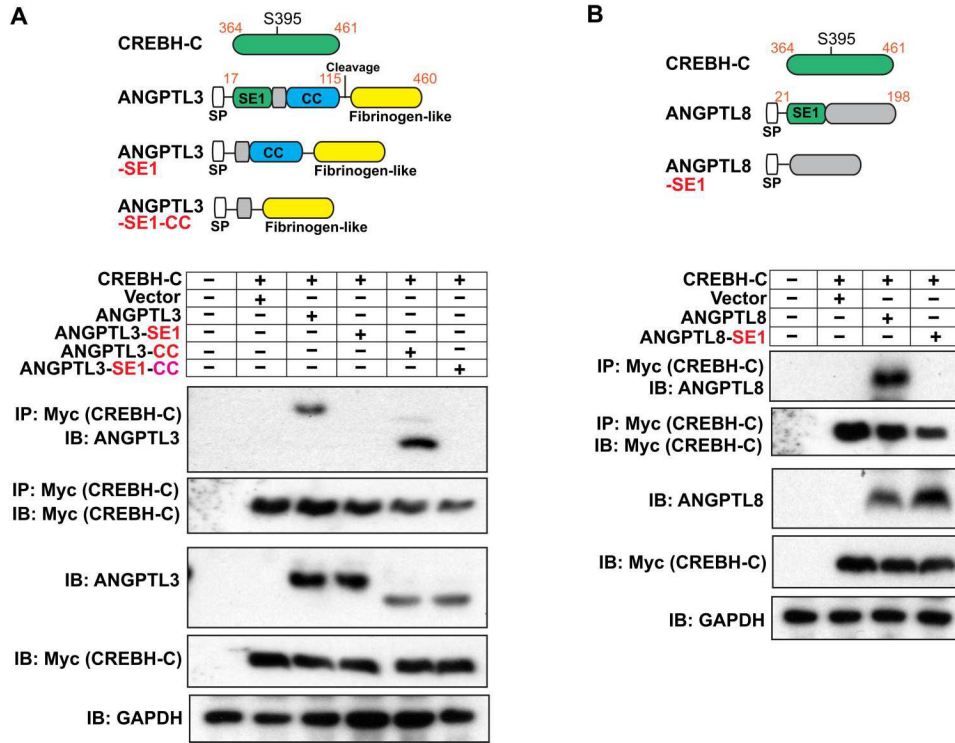 A
S395
364 461
CREBH-C
Cleavage
17 115 460
ANGPTL3 SE1 CC
SP Fibrinogen-like
ANGPTL3
-SE1 CC
SP Fibrinogen-like
ANGPTL3
-SE1-CC
SP Fibrinogen-like
CREBH-C − + + + + +
Vector − + − − − −
ANGPTL3 − − + − − −
ANGPTL3-SE1 − − − + − −
ANGPTL3-CC − − − − + −
ANGPTL3-SE1-CC − − − − − +
IP: Myc (CREBH-C)
IB: ANGPTL3
IP: Myc (CREBH-C)
IB: Myc (CREBH-C)
IB: ANGPTL3
IB: Myc (CREBH-C)
IB: GAPDH
B
S395
364 461
CREBH-C
21 198
ANGPTL8 SE1
SP
ANGPTL8
-SE1
SP
CREBH-C − + + +
Vector − + − −
ANGPTL8 − − + −
ANGPTL8-SE1 − − − +
IP: Myc (CREBH-C)
IB: ANGPTL8
IP: Myc (CREBH-C)
IB: Myc (CREBH-C)
IB: ANGPTL8
IB: Myc (CREBH-C)
IB: GAPDH